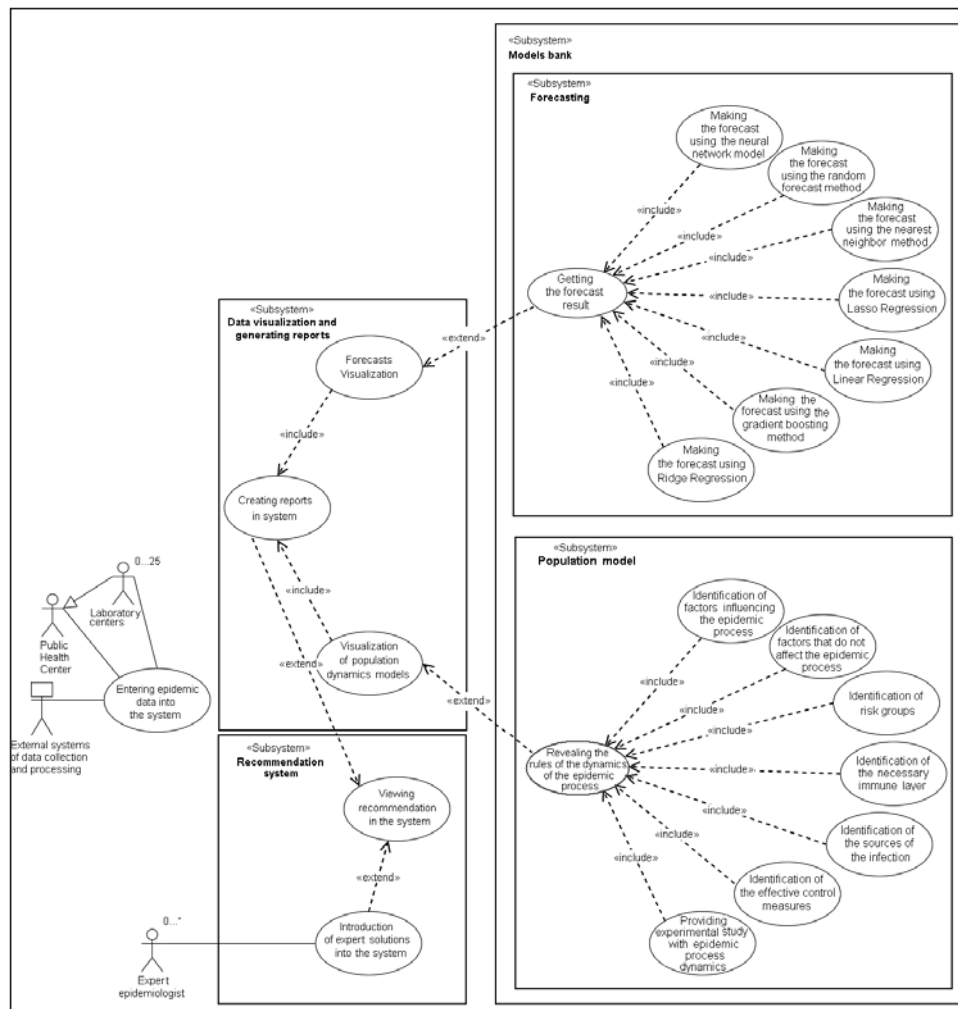 «Subsystem»
Models bank
«Subsystem»
Forecasting
Making
the forecast
using the neural
network model
Making
the forecast
using the random
forecast method
Making
the forecast
using the nearest
neighbor method
Making
the forecast using
Lasso Regression
Making
the forecast using
Linear Regression
Making the
forecast using the
gradient boosting
method
Making
the forecast using
Ridge Regression
«include»
«include»
«include»
«include»
«include»
«include»
«include»
Getting
the forecast
result
«extend»
«Subsystem»
Data visualization and
generating reports
Forecasts
Visualization
«include»
Creating reports
in system
«include»
Visualization
of population
dynamics models
«extend»
«extend»
0...25
Laboratory
centers
Public
Health
Center
Entering epidemic
data into
the system
External systems
of data collection
and processing
«Subsystem»
Recommendation
system
Viewing
recommendation
in the system
«extend»
Introduction
of expert solutions
into the system
0...*
Expert
epidemiologist
«Subsystem»
Population model
Identification of
factors influencing
the epidemic
process
Identification of
factors that do not
affect the epidemic
process
Identification of
risk groups
Identification of
the necessary
immune layer
Identification of
the sources of
the infection
Identification of
the effective control
measures
Providing
experimental study
with epidemic
process
dynamics
«include»
«include»
«include»
«include»
«include»
«include»
«include»
Revealing the
rules of the dynamics
of the epidemic
process